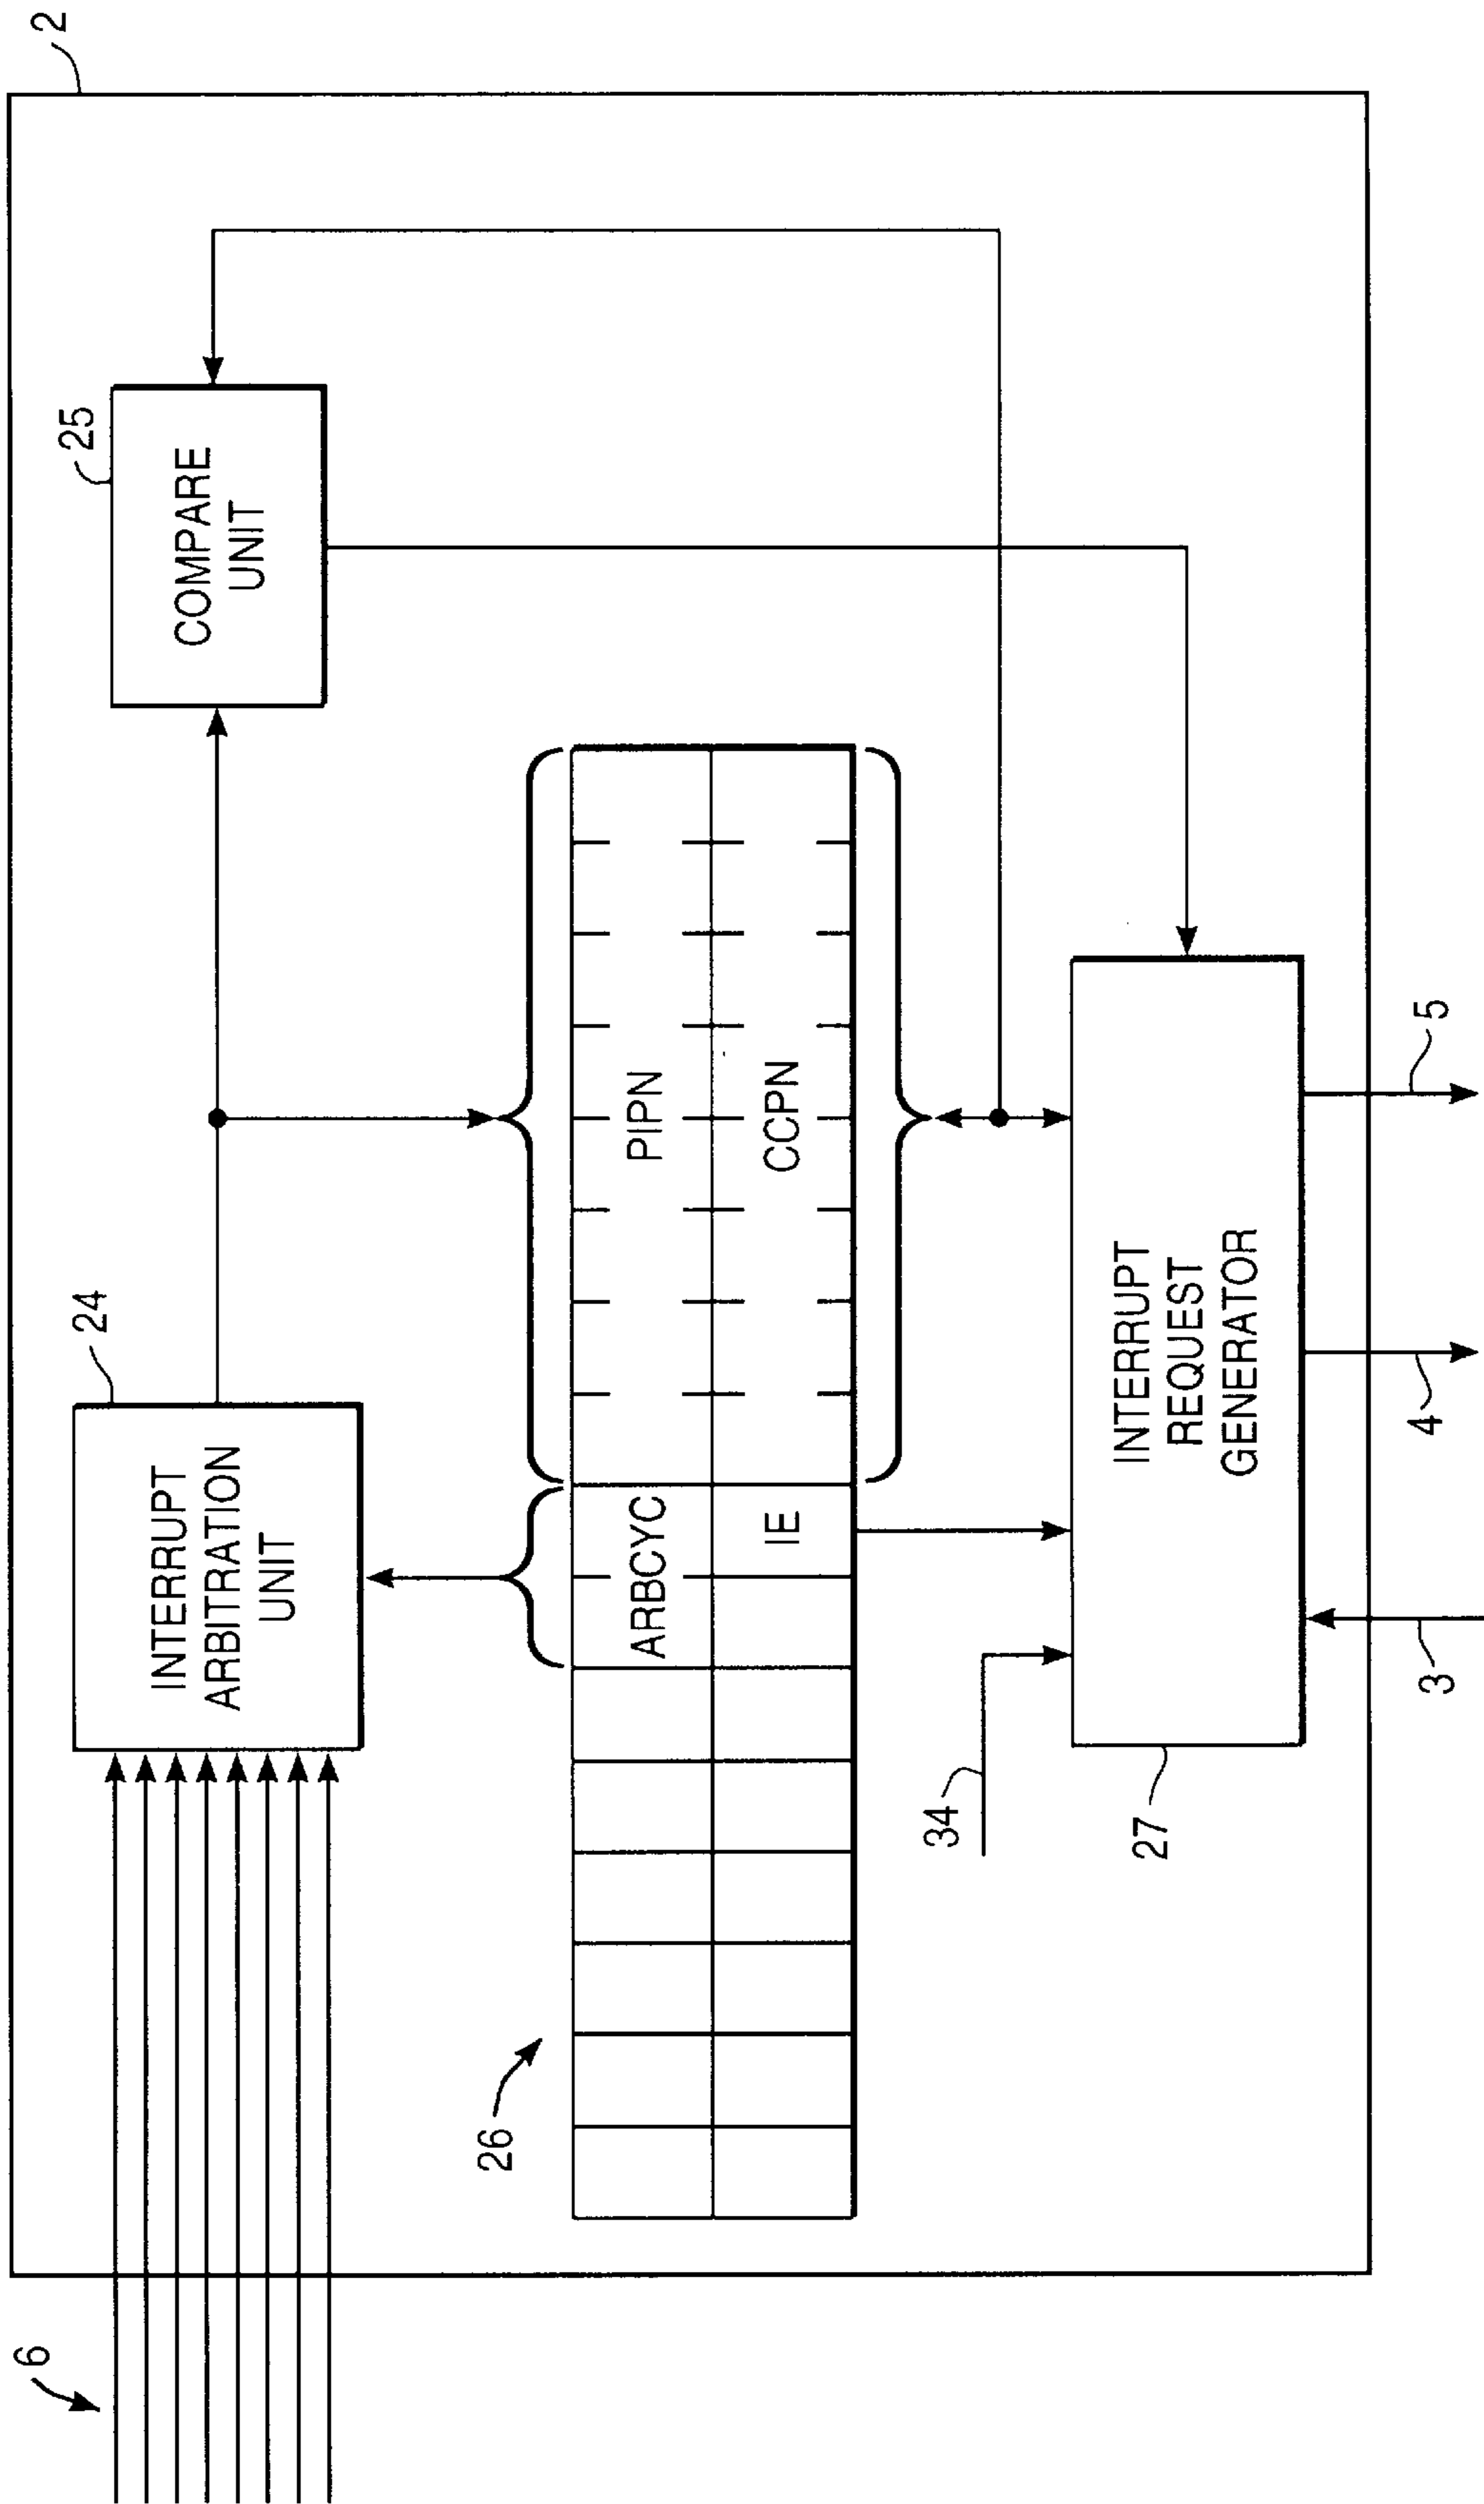 6
2
24
25
INTERRUPT
ARBITRATION
UNIT
COMPARE
UNIT
26
ARBCYC
PIPN
IE
CCPN
34
27
INTERRUPT
REQUEST
GENERATOR
3
4
5